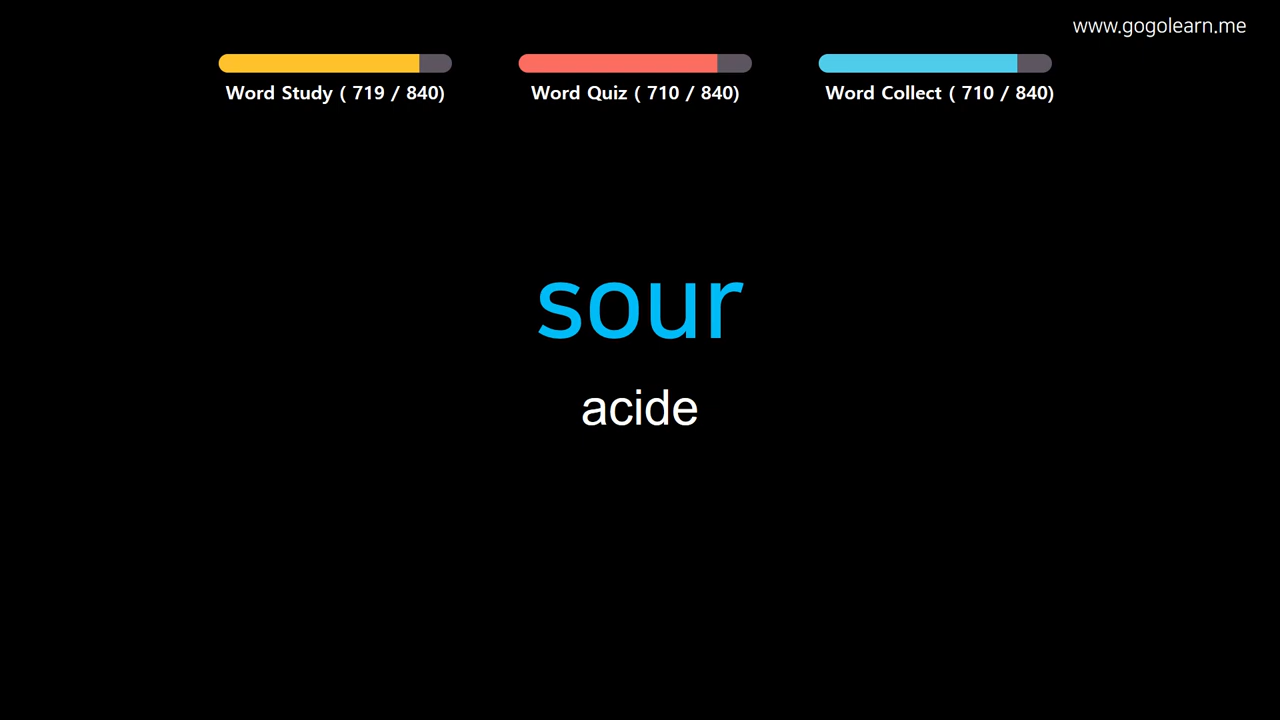 www.gogolearn.me
Word Study ( 719 / 840)
Word Quiz ( 710 / 840)
Word Collect ( 710 / 840)
sour
acide